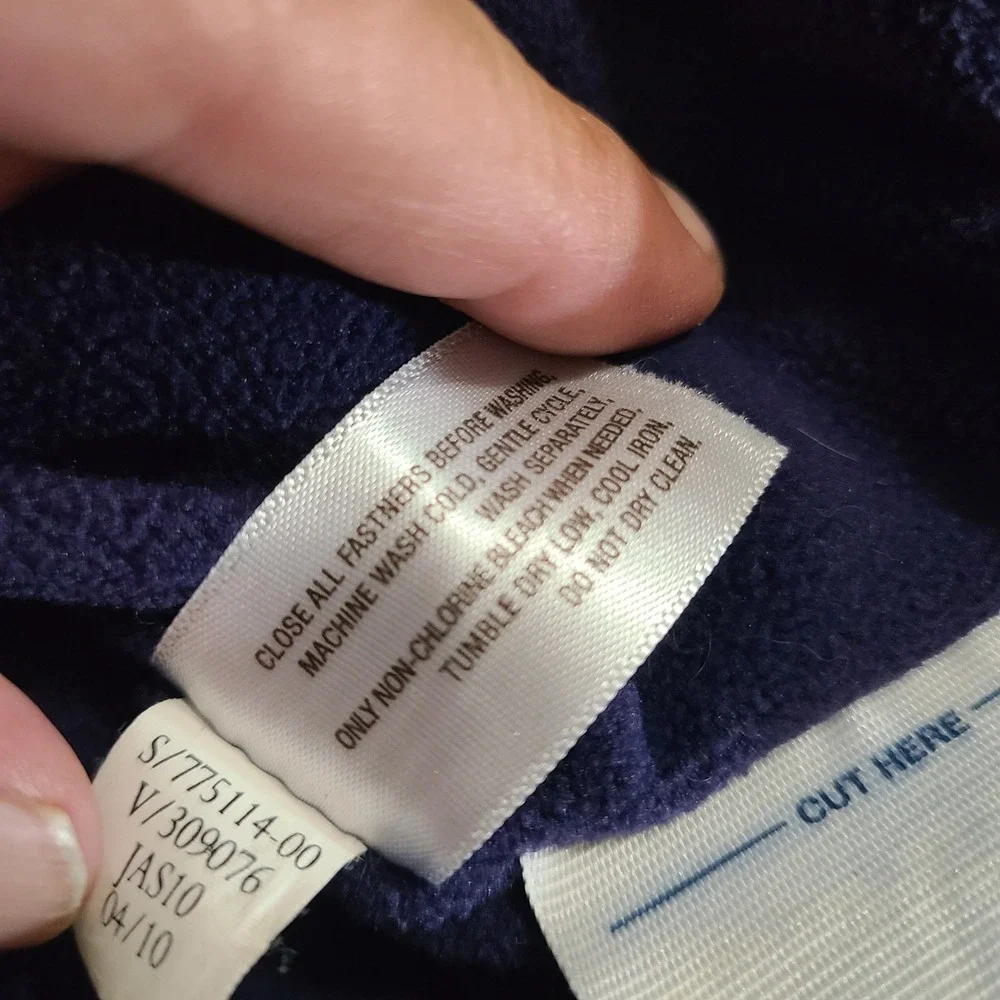 CLOSE ALL FASTNERS BEFORE WASHING,
MACHINE WASH COLD, GENTLE CYCLE,
WASH SEPARATELY,
ONLY NON-CHLORINE BLEACH WHEN NEEDED,
TUMBLE DRY LOW, COOL IRON,
DO NOT DRY CLEAN.
S/775114-00
V/309076
JAS10
04/10
CUT HERE